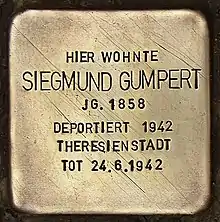 HIER WOHNTE
SIEGMUND GUMPERT
JG. 1858
DEPORTIERT 1942
THERESIENSTADT
TOT 24.6.1942